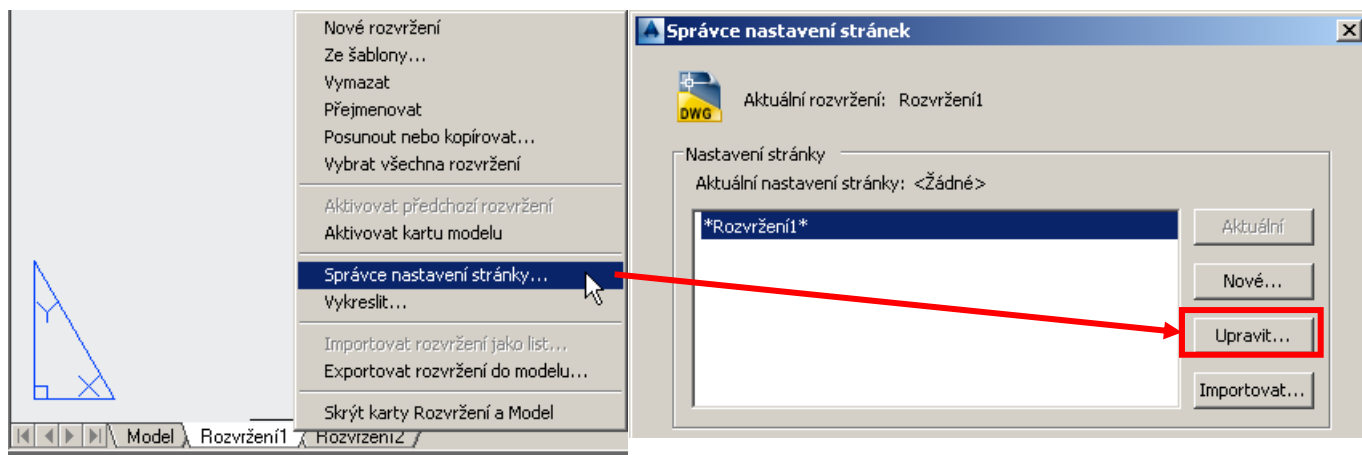 Nové rozvržení
Ze šablony...
Vymazat
Přejmenovat
Posunout nebo kopírovat...
Vybrat všechna rozvržení
Aktivovat předchozí rozvržení
Aktivovat kartu modelu
Správce nastavení stránky...
Vykreslit...
Importovat rozvržení jako list...
Exportovat rozvržení do modelu...
Skrýt karty Rozvržení a Model
Y
X
Model
Rozvržení1
Rozvržení2
Správce nastavení stránek
DWG
Aktuální rozvržení: Rozvržení1
Nastavení stránky
Aktuální nastavení stránky: <Žádné>
*Rozvržení1*
Aktuální
Nové...
Upravit...
Importovat...